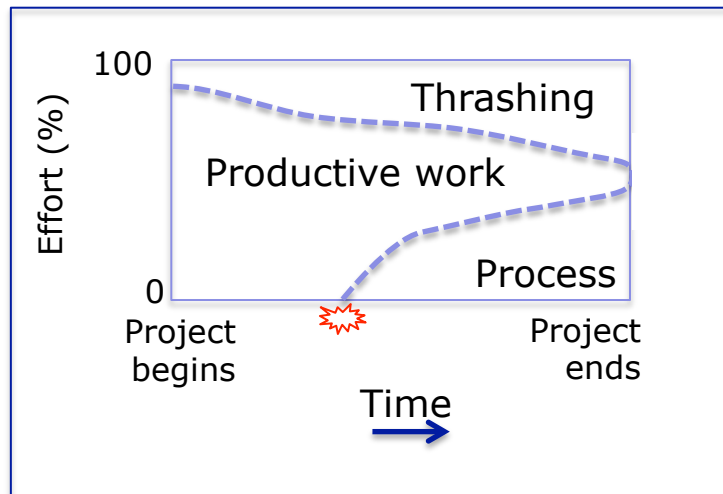 100
Thrashing
Effort (%)
Productive work
Process
0
Project
begins
Project
ends
Time